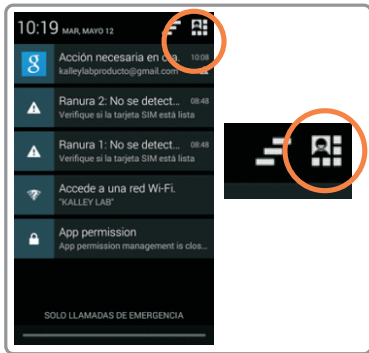 10:19 MAR, MAYO 12
8 Acción necesaria en 10:08
kalleylabproducto@gmail.com
Ranura 2: No se detect... 08:48
Verifique si la tarjeta SIM está lista
Ranura 1: No se detect... 08:48
Verifique si la tarjeta SIM está lista
Accede a una red Wi-Fi.
"KALLEY LAB"
App permission
App permission management is clos...
SOLO LLAMADAS DE EMERGENCIA